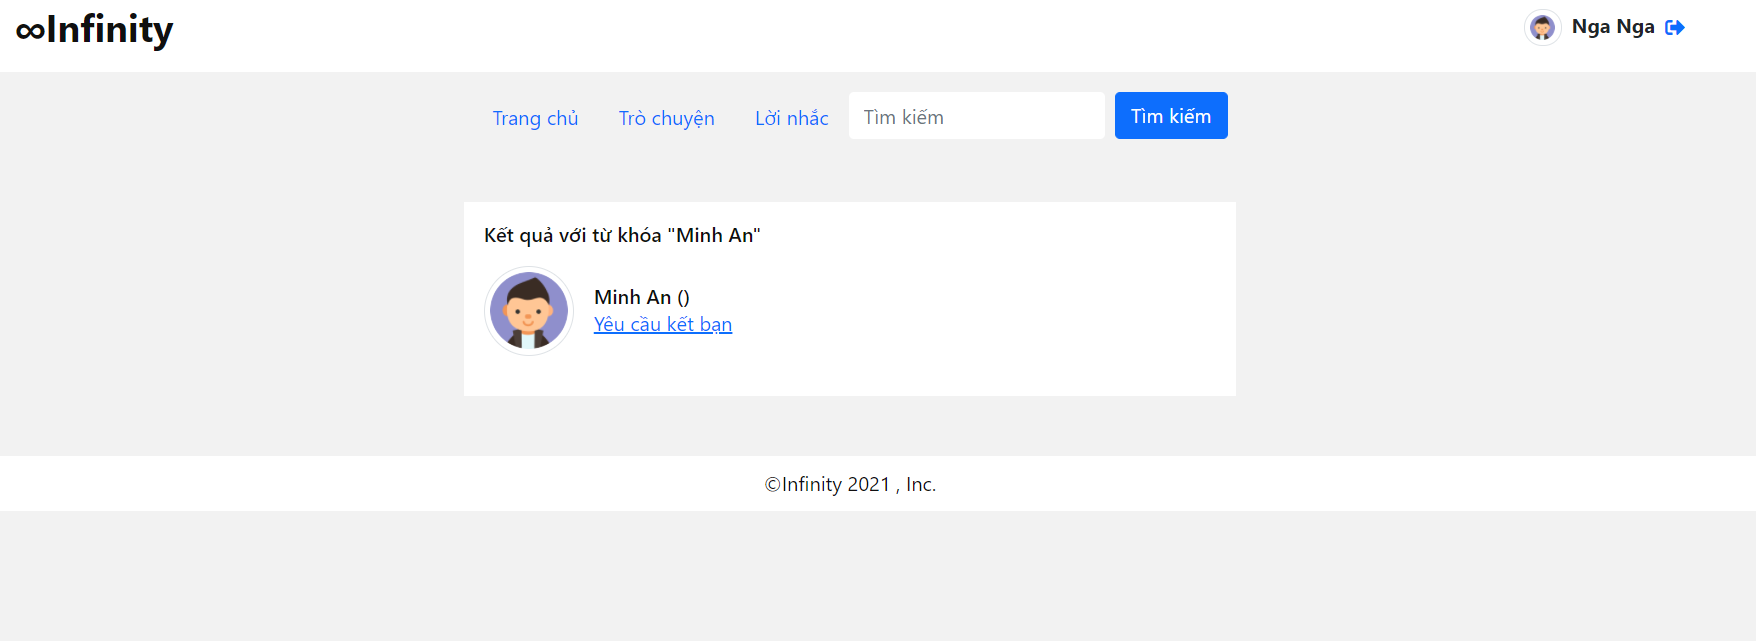 ∞Infinity
Nga Nga
Trang chủ Trò chuyện Lời nhắc Tìm kiếm Tìm kiếm
Kết quả với từ khóa "Minh An"
Minh An ()
Yêu cầu kết bạn
©Infinity 2021 , Inc.